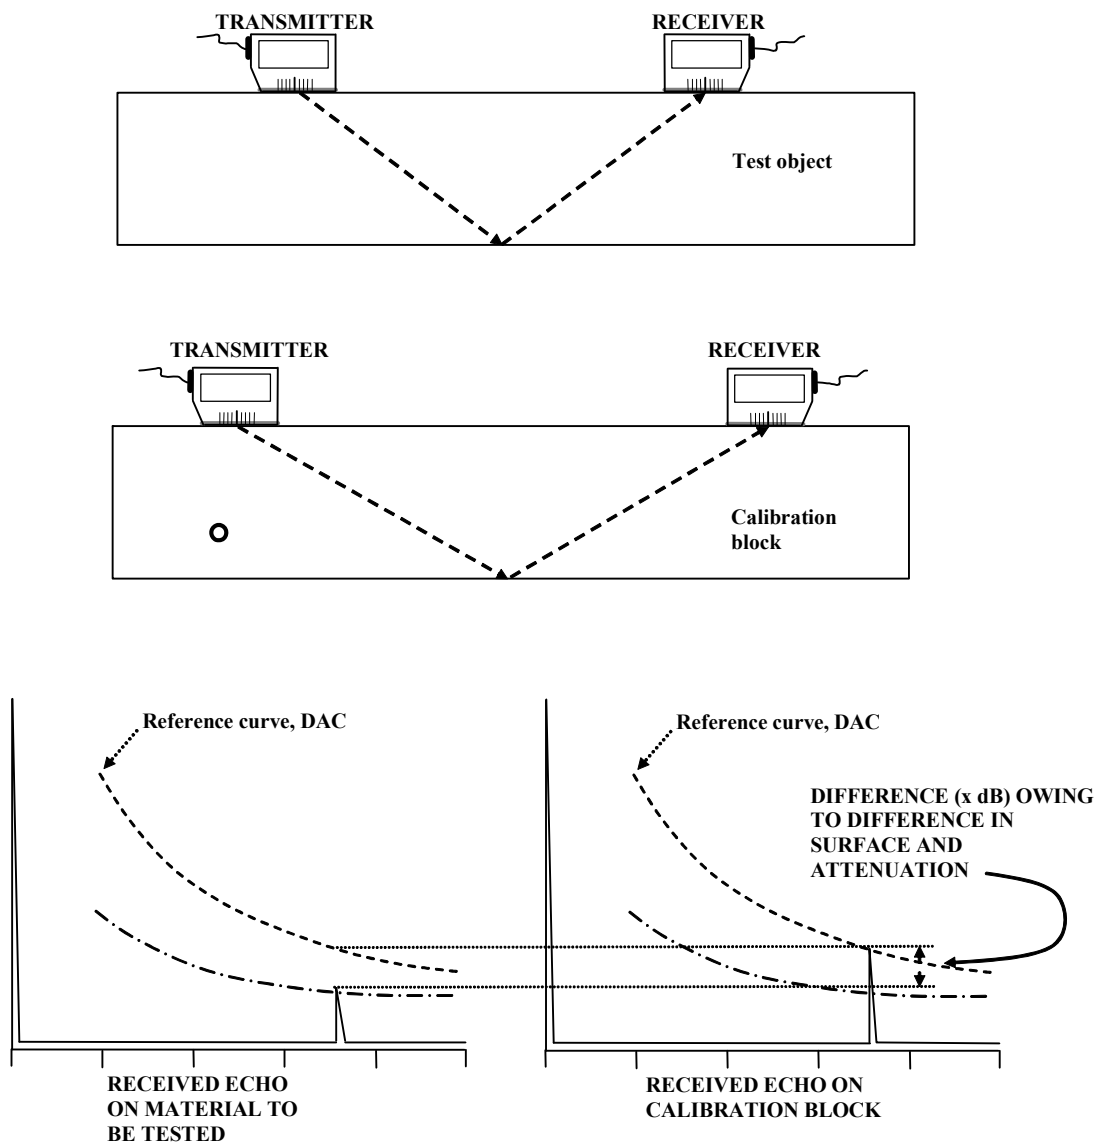 TRANSMITTER
RECEIVER
Test object
TRANSMITTER
RECEIVER
Calibration
block
Reference curve, DAC
Reference curve, DAC
DIFFERENCE (x dB) OWING
TO DIFFERENCE IN
SURFACE AND
ATTENUATION
RECEIVED ECHO
ON MATERIAL TO
BE TESTED
RECEIVED ECHO ON
CALIBRATION BLOCK